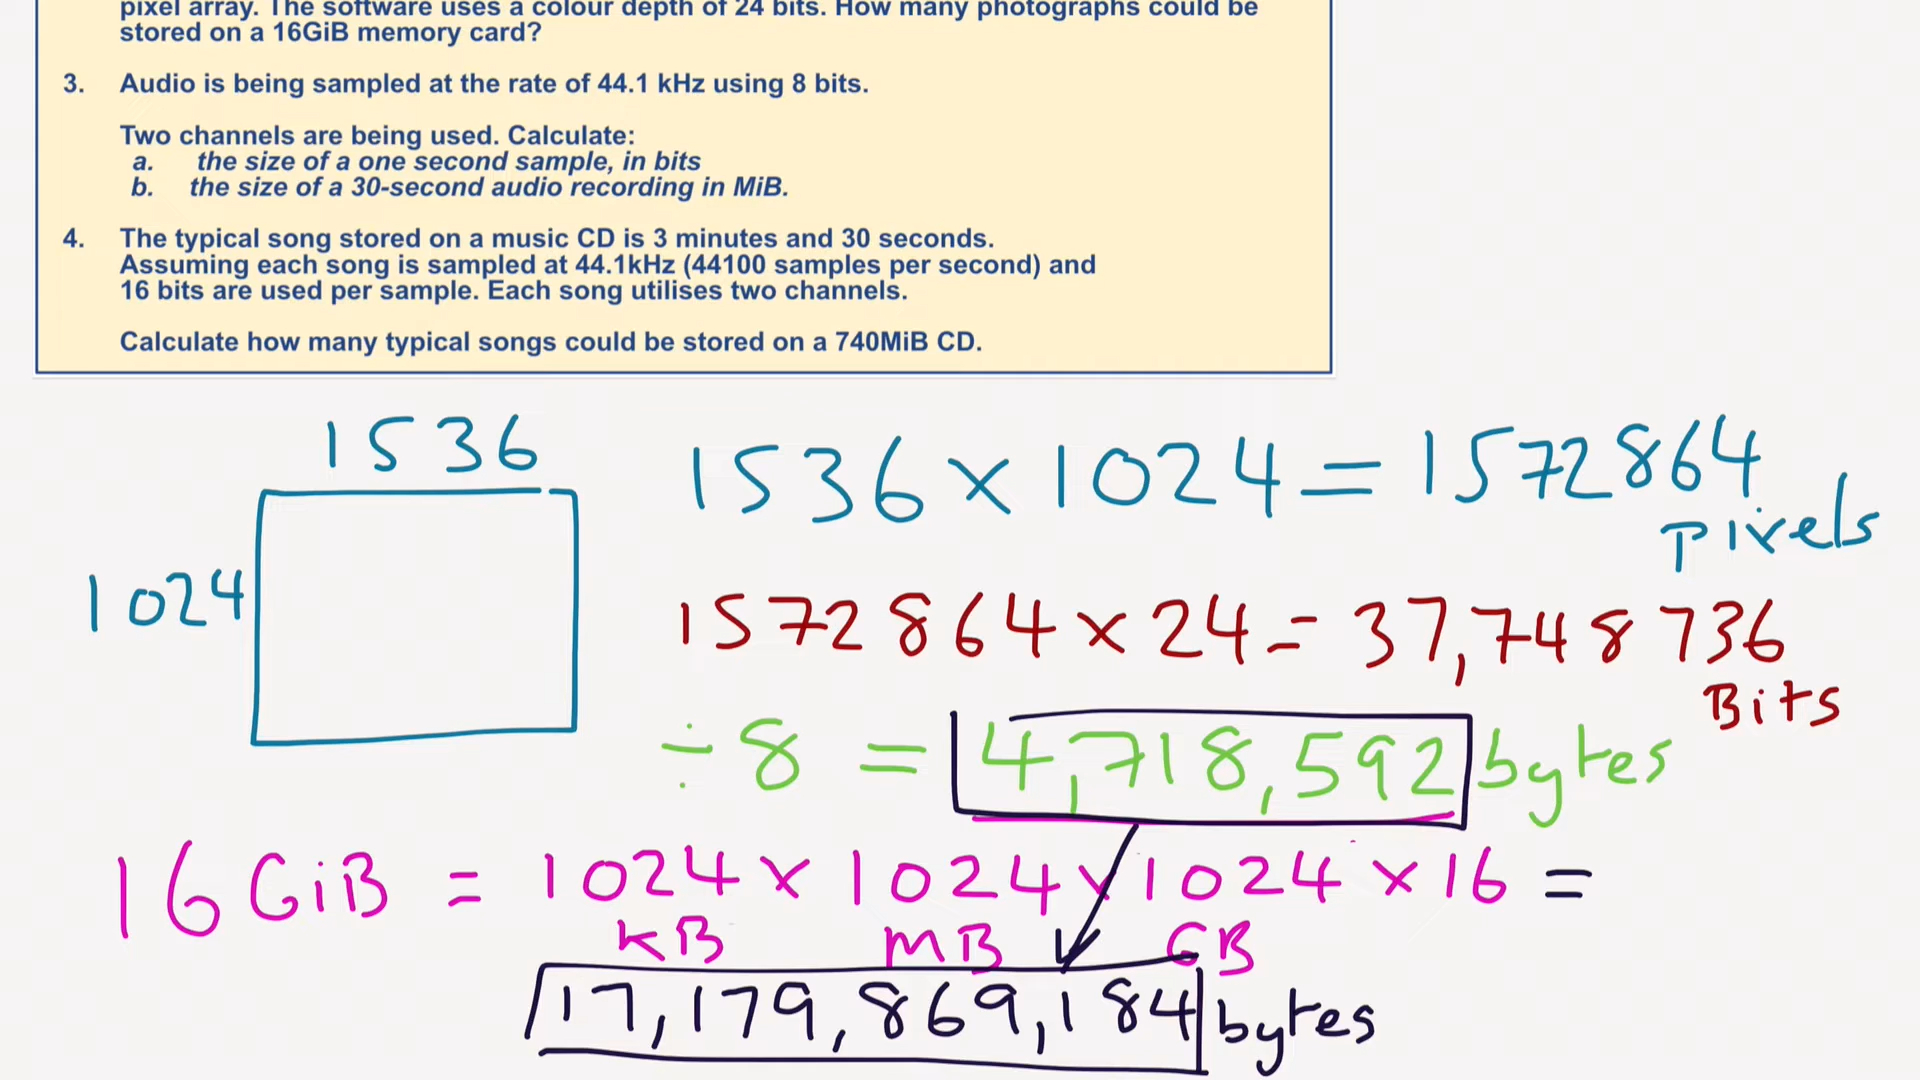 pixel array. The software uses a colour depth of 24 bits. How many photographs could be
stored on a 16GiB memory card?
3. Audio is being sampled at the rate of 44.1 kHz using 8 bits.
Two channels are being used. Calculate:
a. the size of a one second sample, in bits
b. the size of a 30-second audio recording in MiB.
4. The typical song stored on a music CD is 3 minutes and 30 seconds.
Assuming each song is sampled at 44.1kHz (44100 samples per second) and
16 bits are used per sample. Each song utilises two channels.
Calculate how many typical songs could be stored on a 740MiB CD.
1536
1024
1536 × 1024 = 1572864
Pixels
1572864 × 24 = 37,748736
Bits
÷ 8 = 4,718,592 bytes
16 GiB = 1024 × 1024 × 1024 × 16 =
KB MB GB
17,179,869,184 bytes